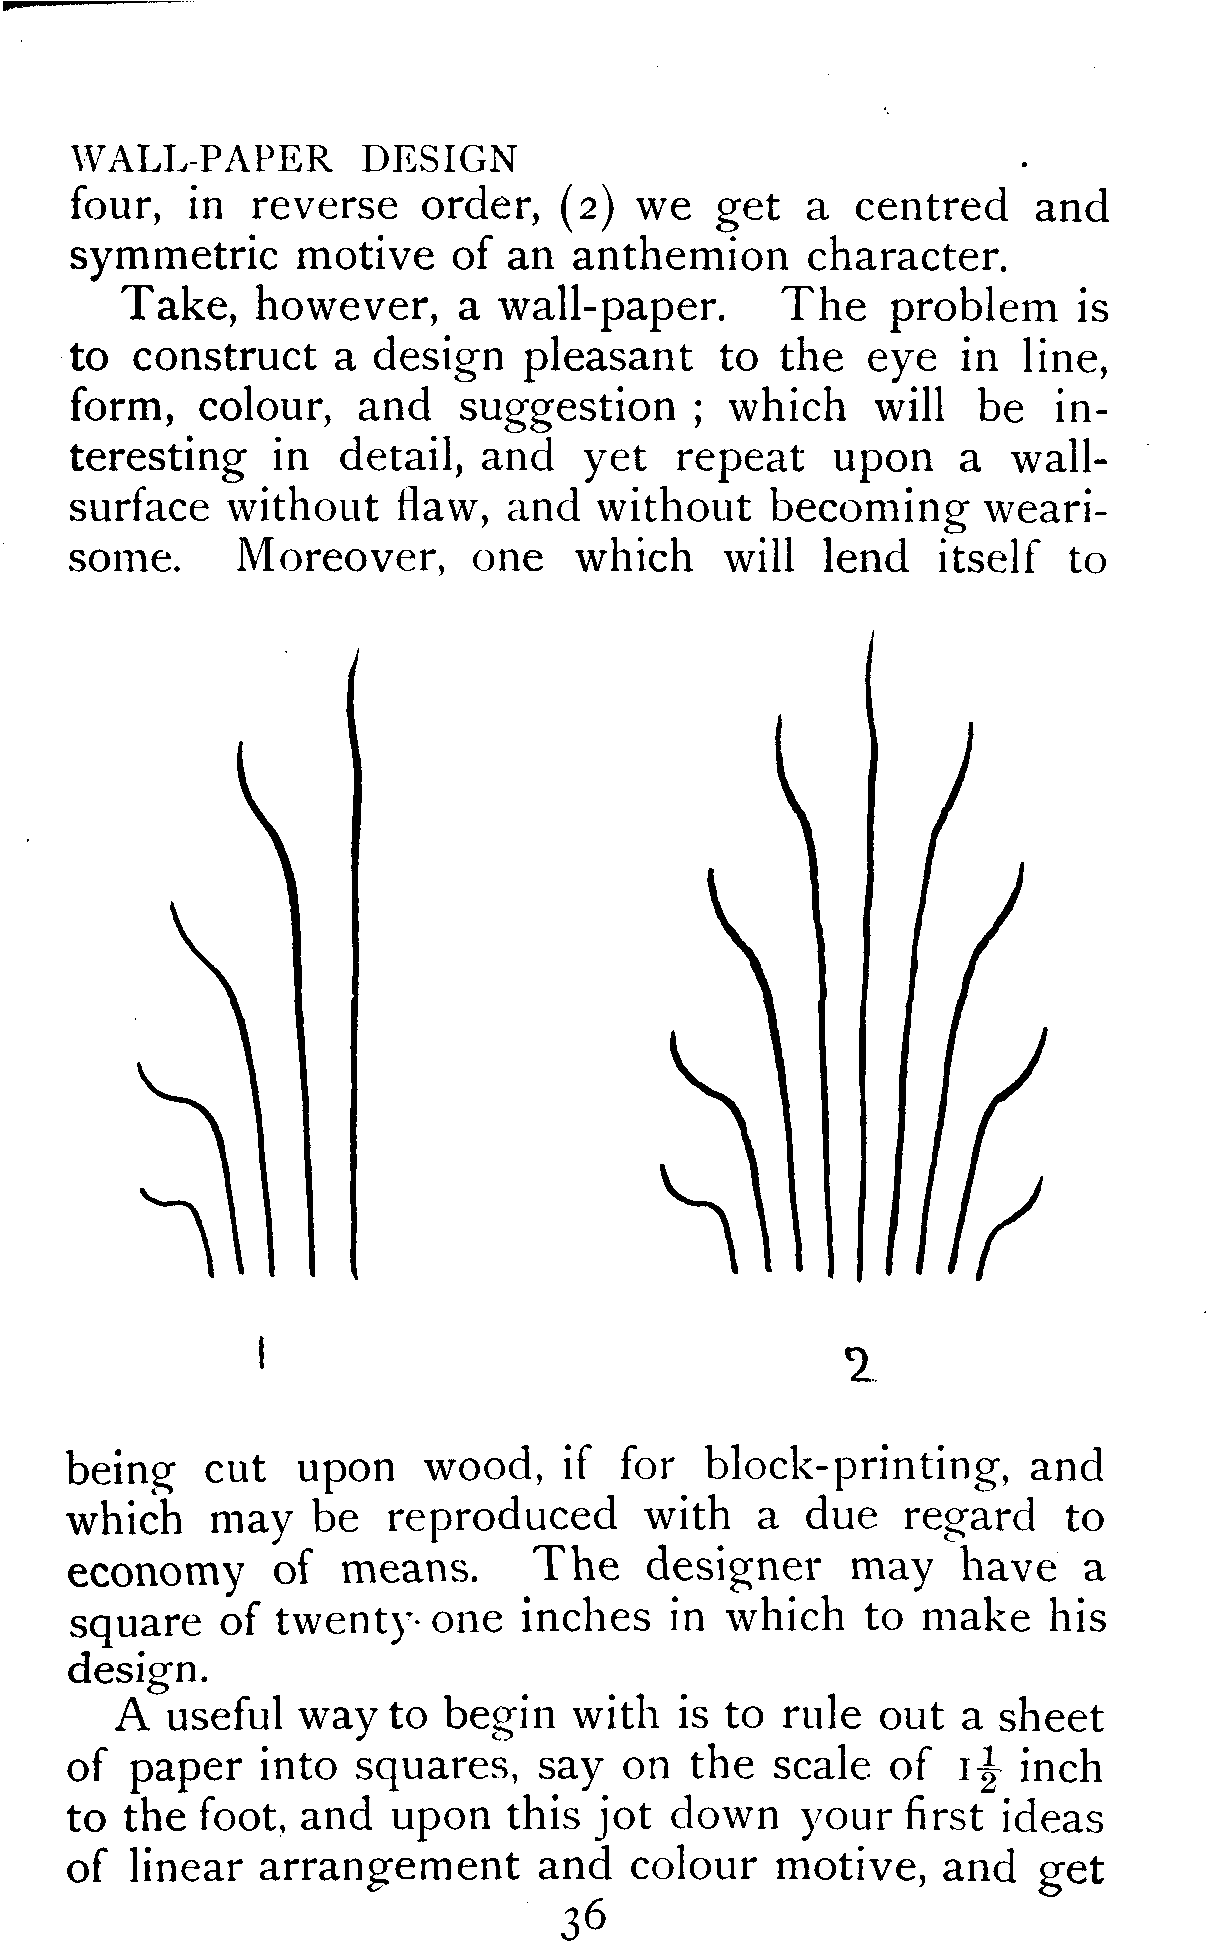 WALL-PAPER DESIGN
four, in reverse order, (2) we get a centred and
symmetric motive of an anthemion character.
Take, however, a wall-paper. The problem is
to construct a design pleasant to the eye in line,
form, colour, and suggestion ; which will be in-
teresting in detail, and yet repeat upon a wall-
surface without flaw, and without becoming weari-
some. Moreover, one which will lend itself to
1 2
being cut upon wood, if for block-printing, and
which may be reproduced with a due regard to
economy of means. The designer may have a
square of twenty-one inches in which to make his
design.
A useful way to begin with is to rule out a sheet
of paper into squares, say on the scale of 1½ inch
to the foot, and upon this jot down your first ideas
of linear arrangement and colour motive, and get
36